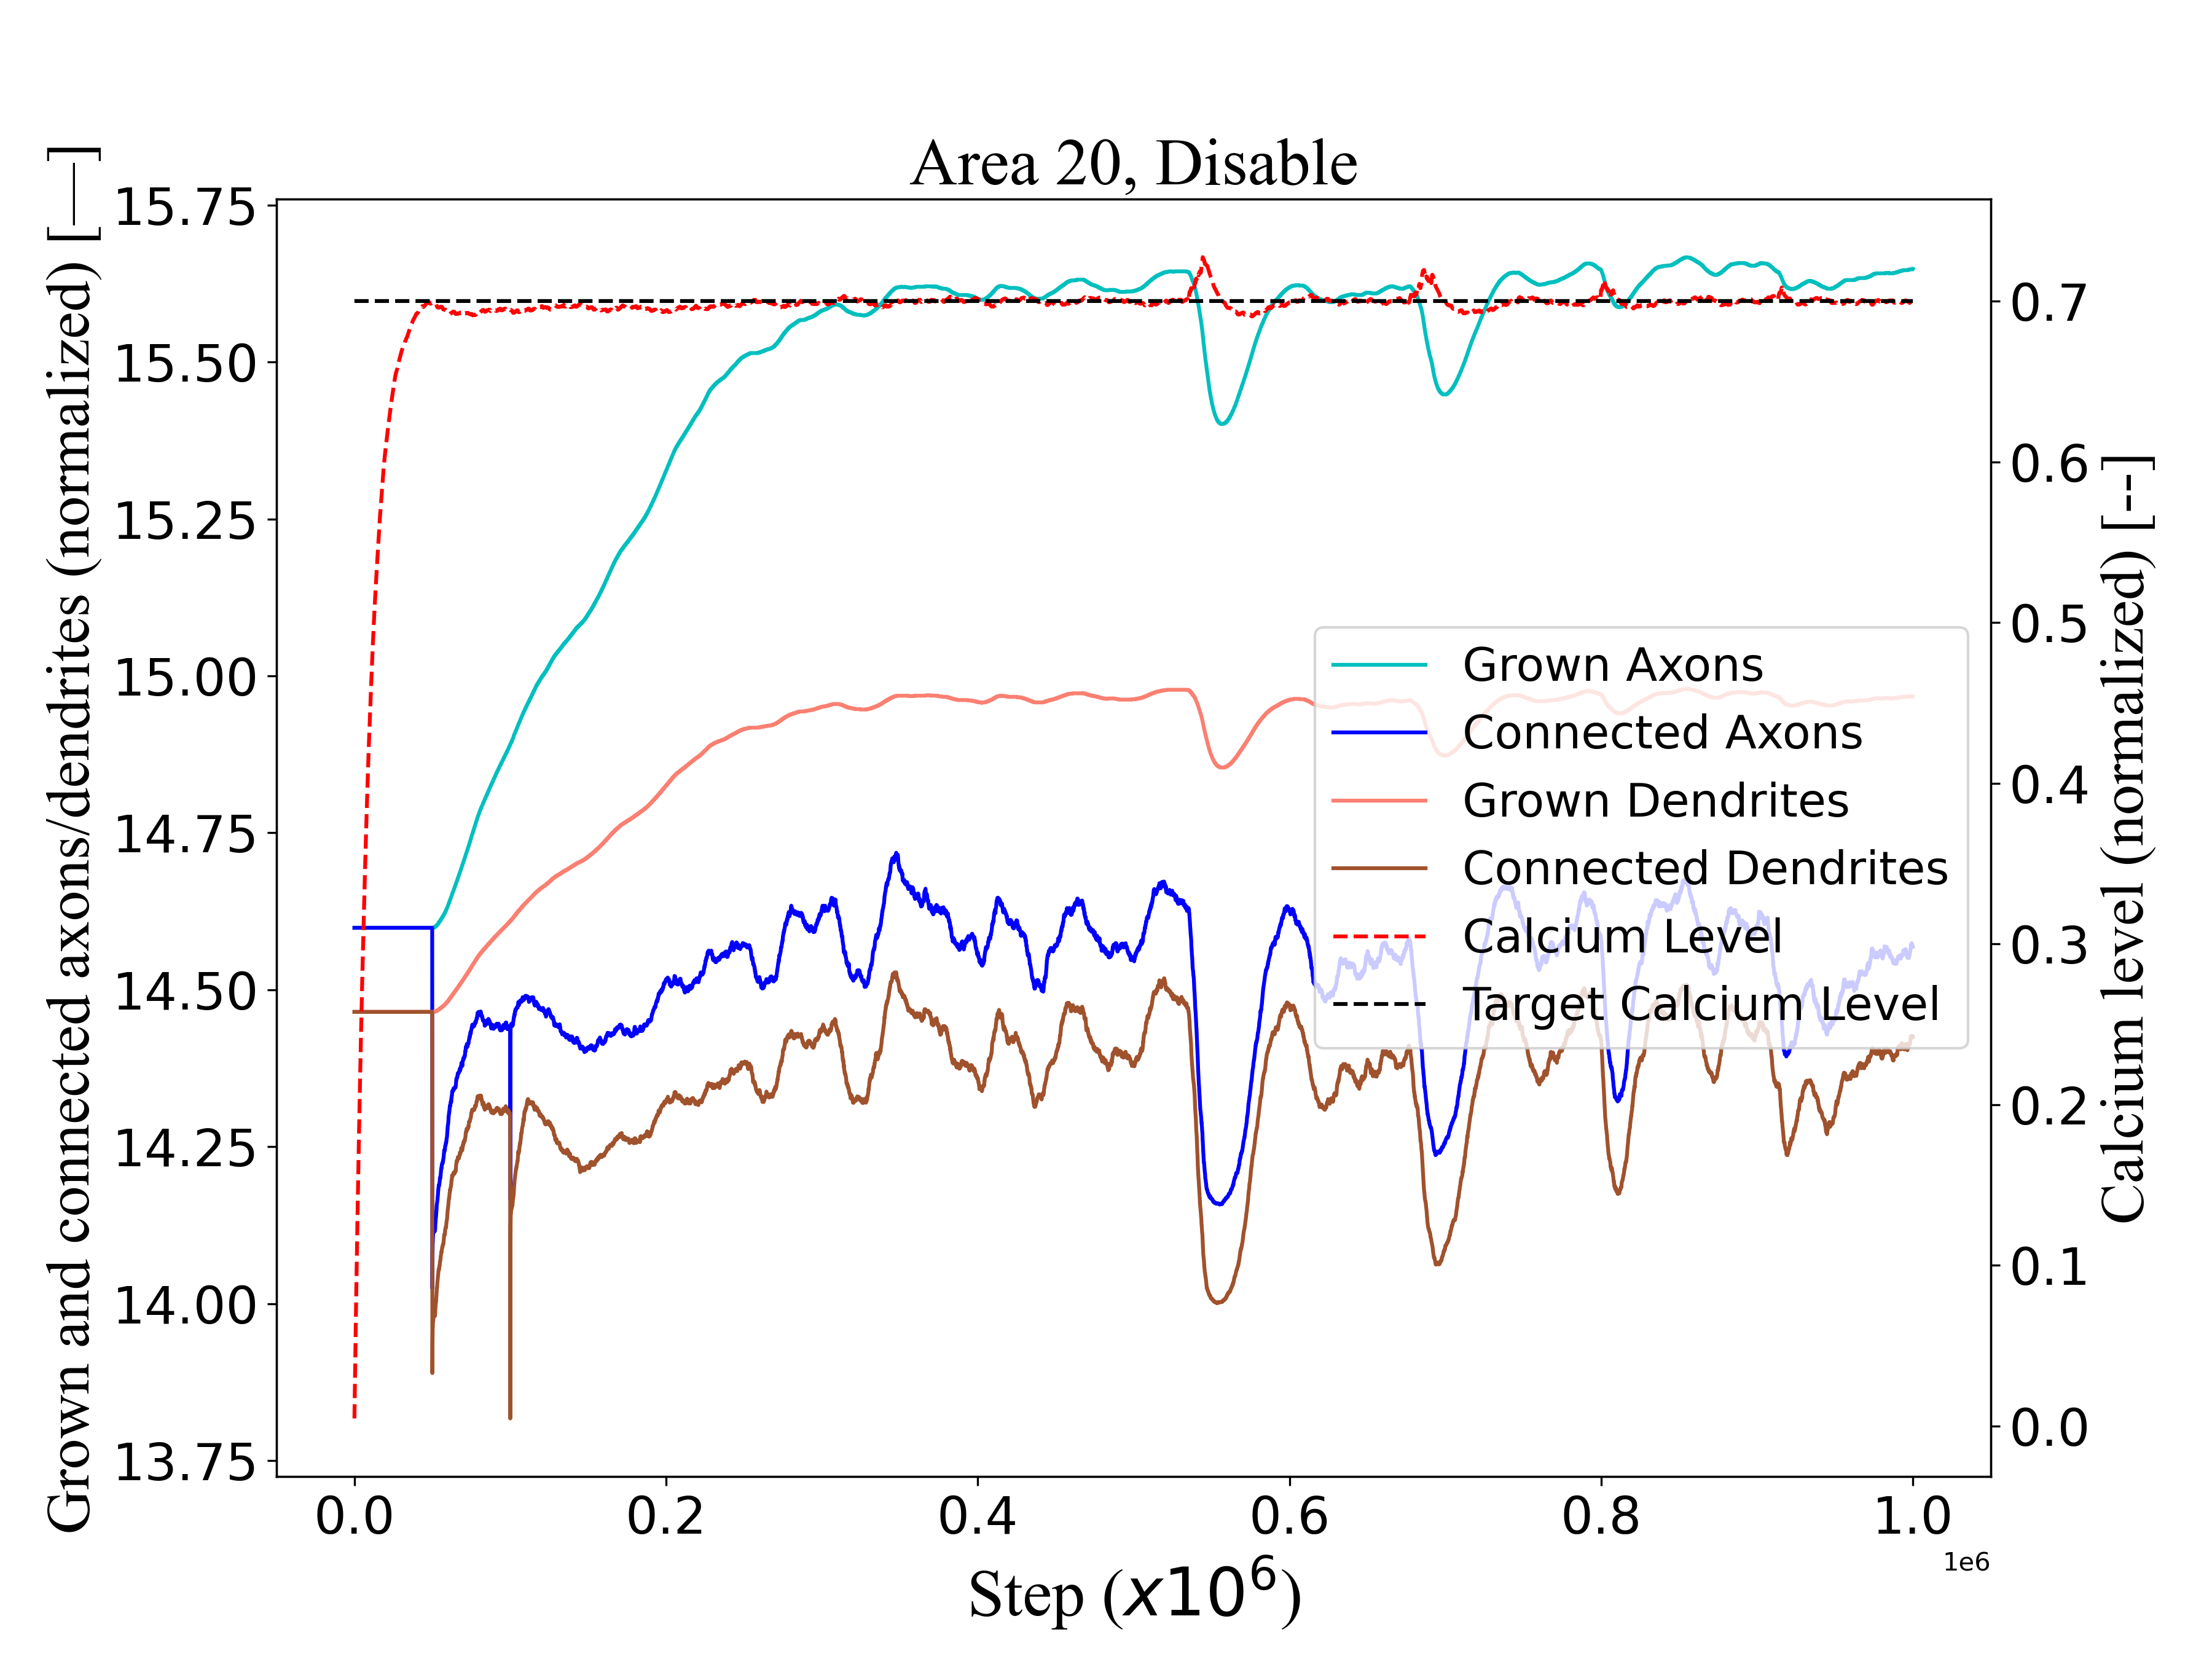 Area 20, Disable
Grown and connected axons/dendrites (normalized) [—]
15.75
15.50
15.25
15.00
14.75
14.50
14.25
14.00
13.75
Grown Axons
Connected Axons
Grown Dendrites
Connected Dendrites
Calcium Level
Target Calcium Level
0.7
0.6
0.5
0.4
0.3
0.2
0.1
0.0
Calcium level (normalized) [--]
0.0 0.2 0.4 0.6 0.8 1.0
1e6
Step (x10⁶)